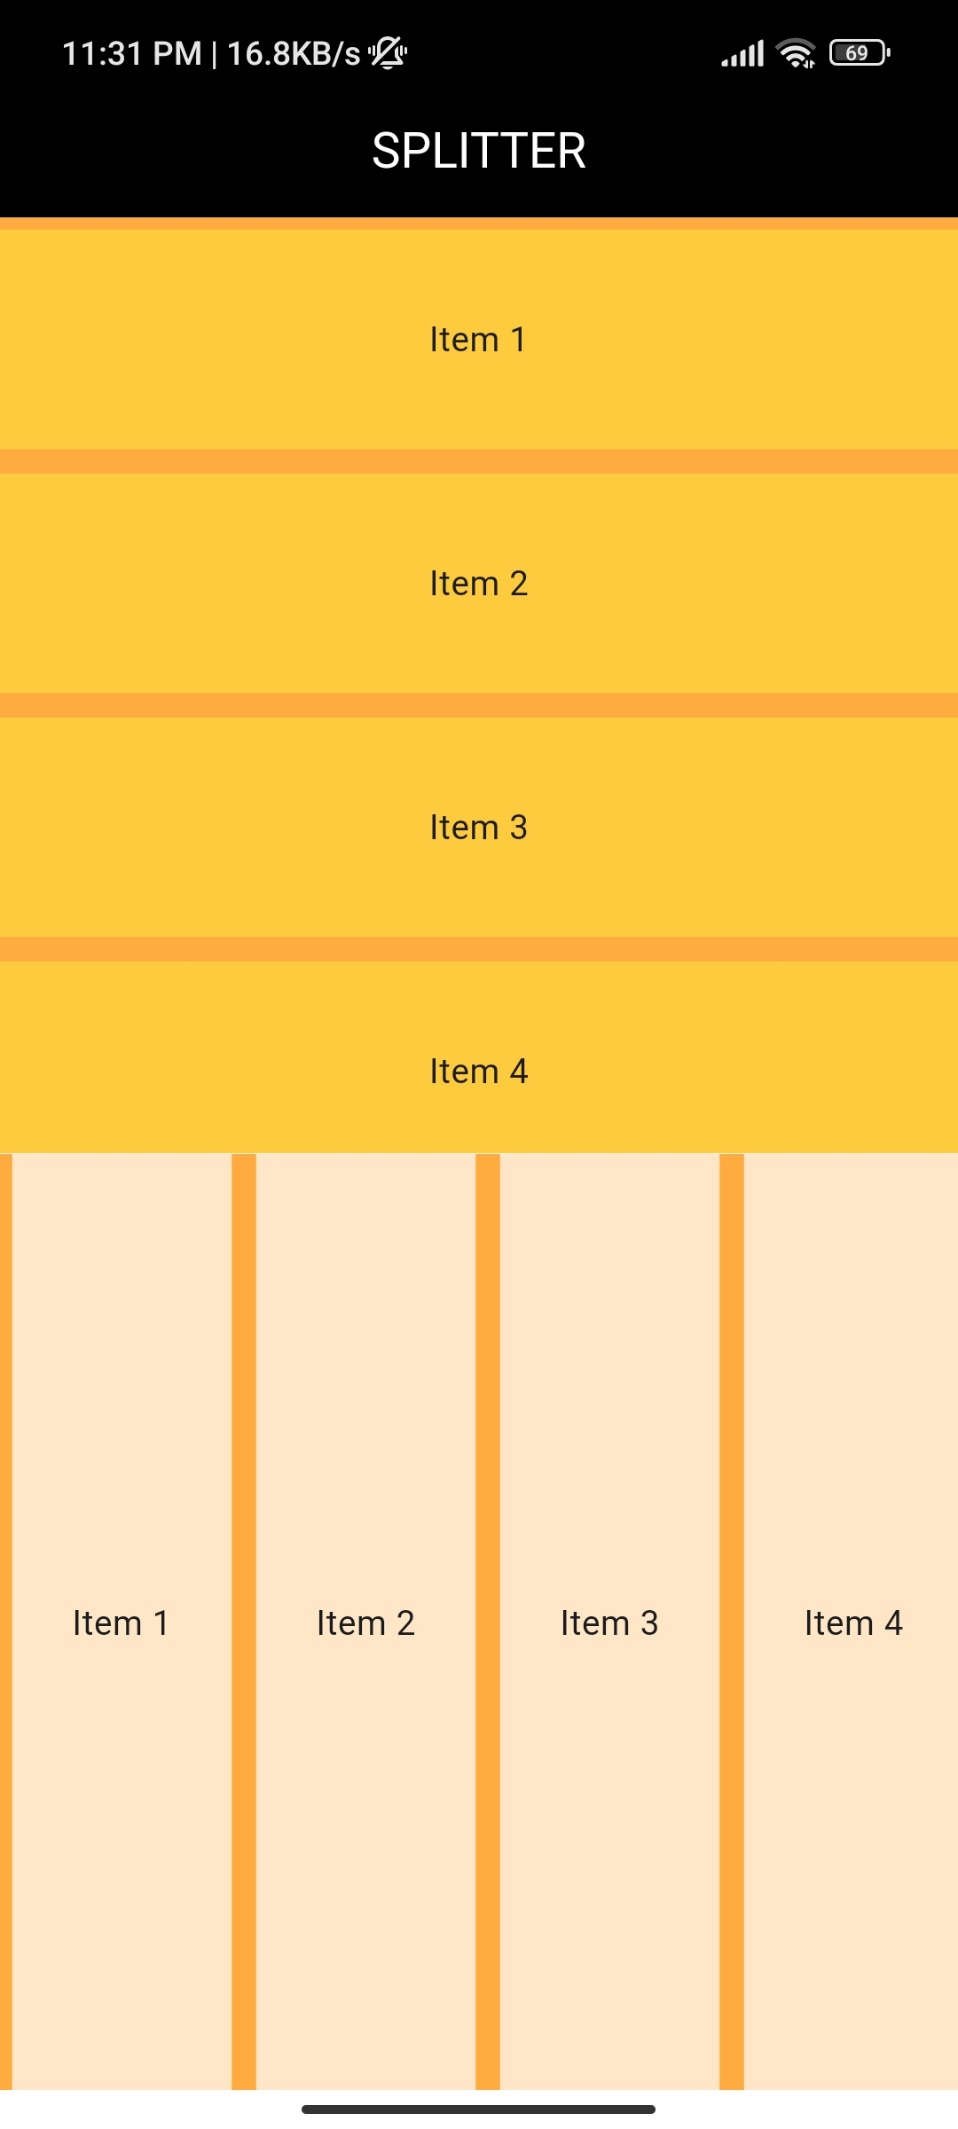 11:31 PM | 16.8KB/s 69
SPLITTER
Item 1
Item 2
Item 3
Item 4
Item 1 Item 2 Item 3 Item 4